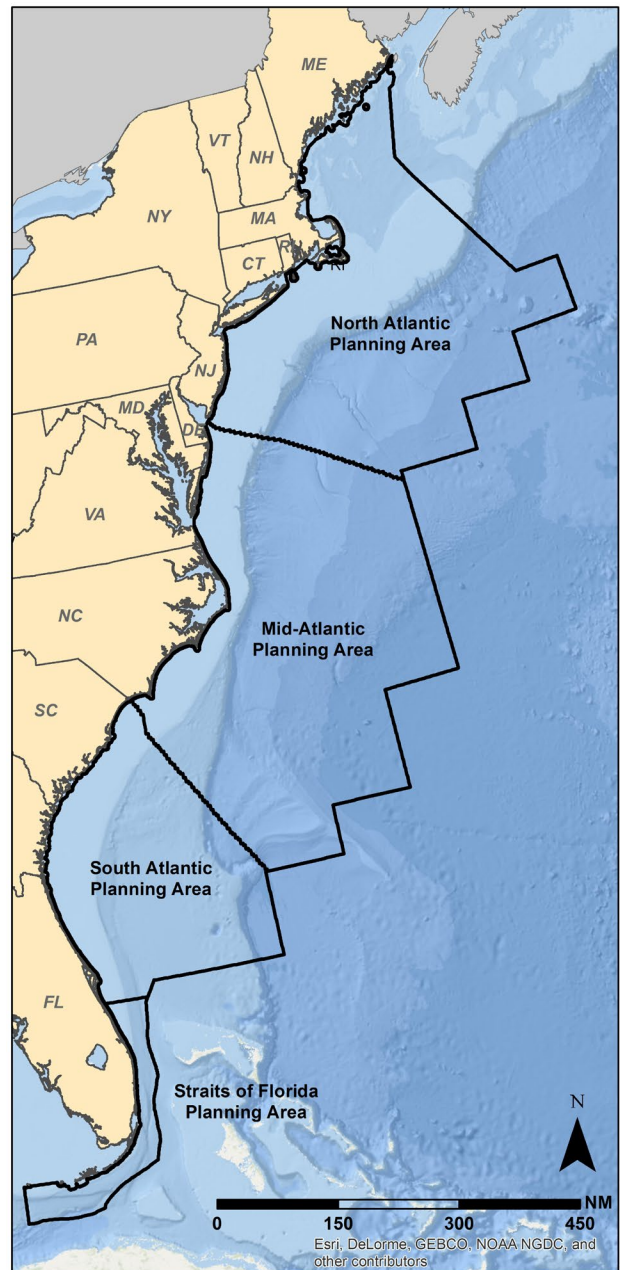 ME
VT
NH
NY
MA
CT
RI
PA
NJ
MD
DE
VA
NC
SC
FL
North Atlantic
Planning Area
Mid-Atlantic
Planning Area
South Atlantic
Planning Area
Straits of Florida
Planning Area
N
NM
0 150 300 450
Esri, DeLorme, GEBCO, NOAA NGDC, and
other contributors